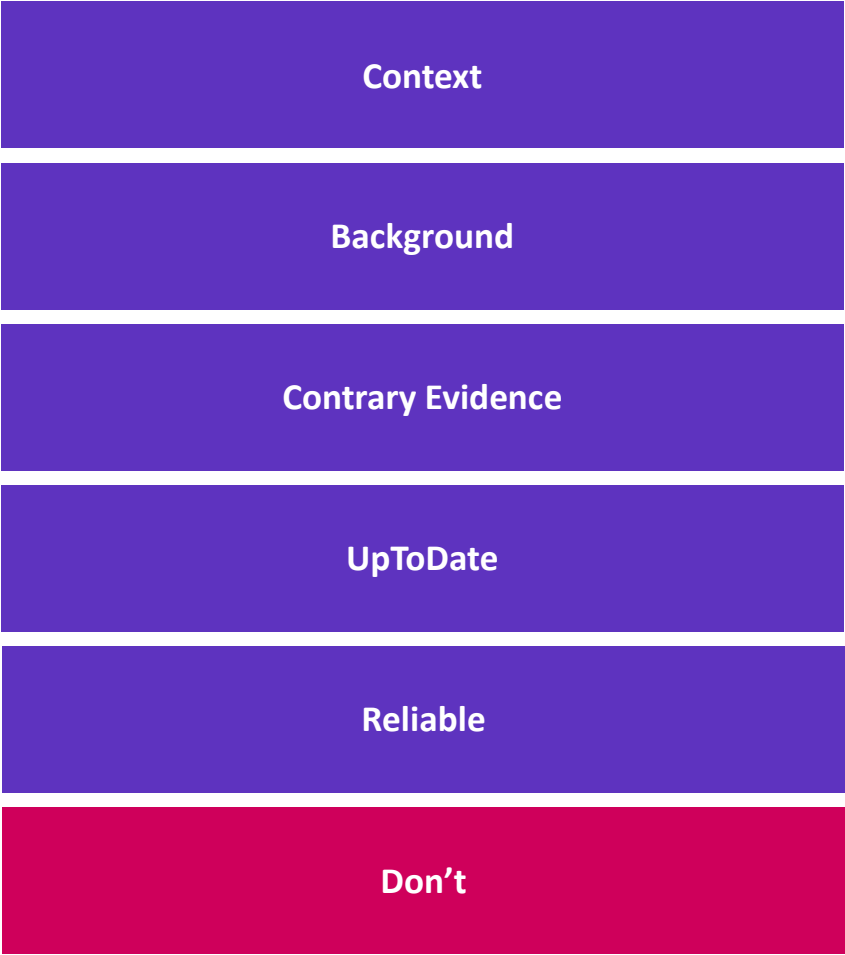 Context
Background
Contrary Evidence
UpToDate
Reliable
Don’t